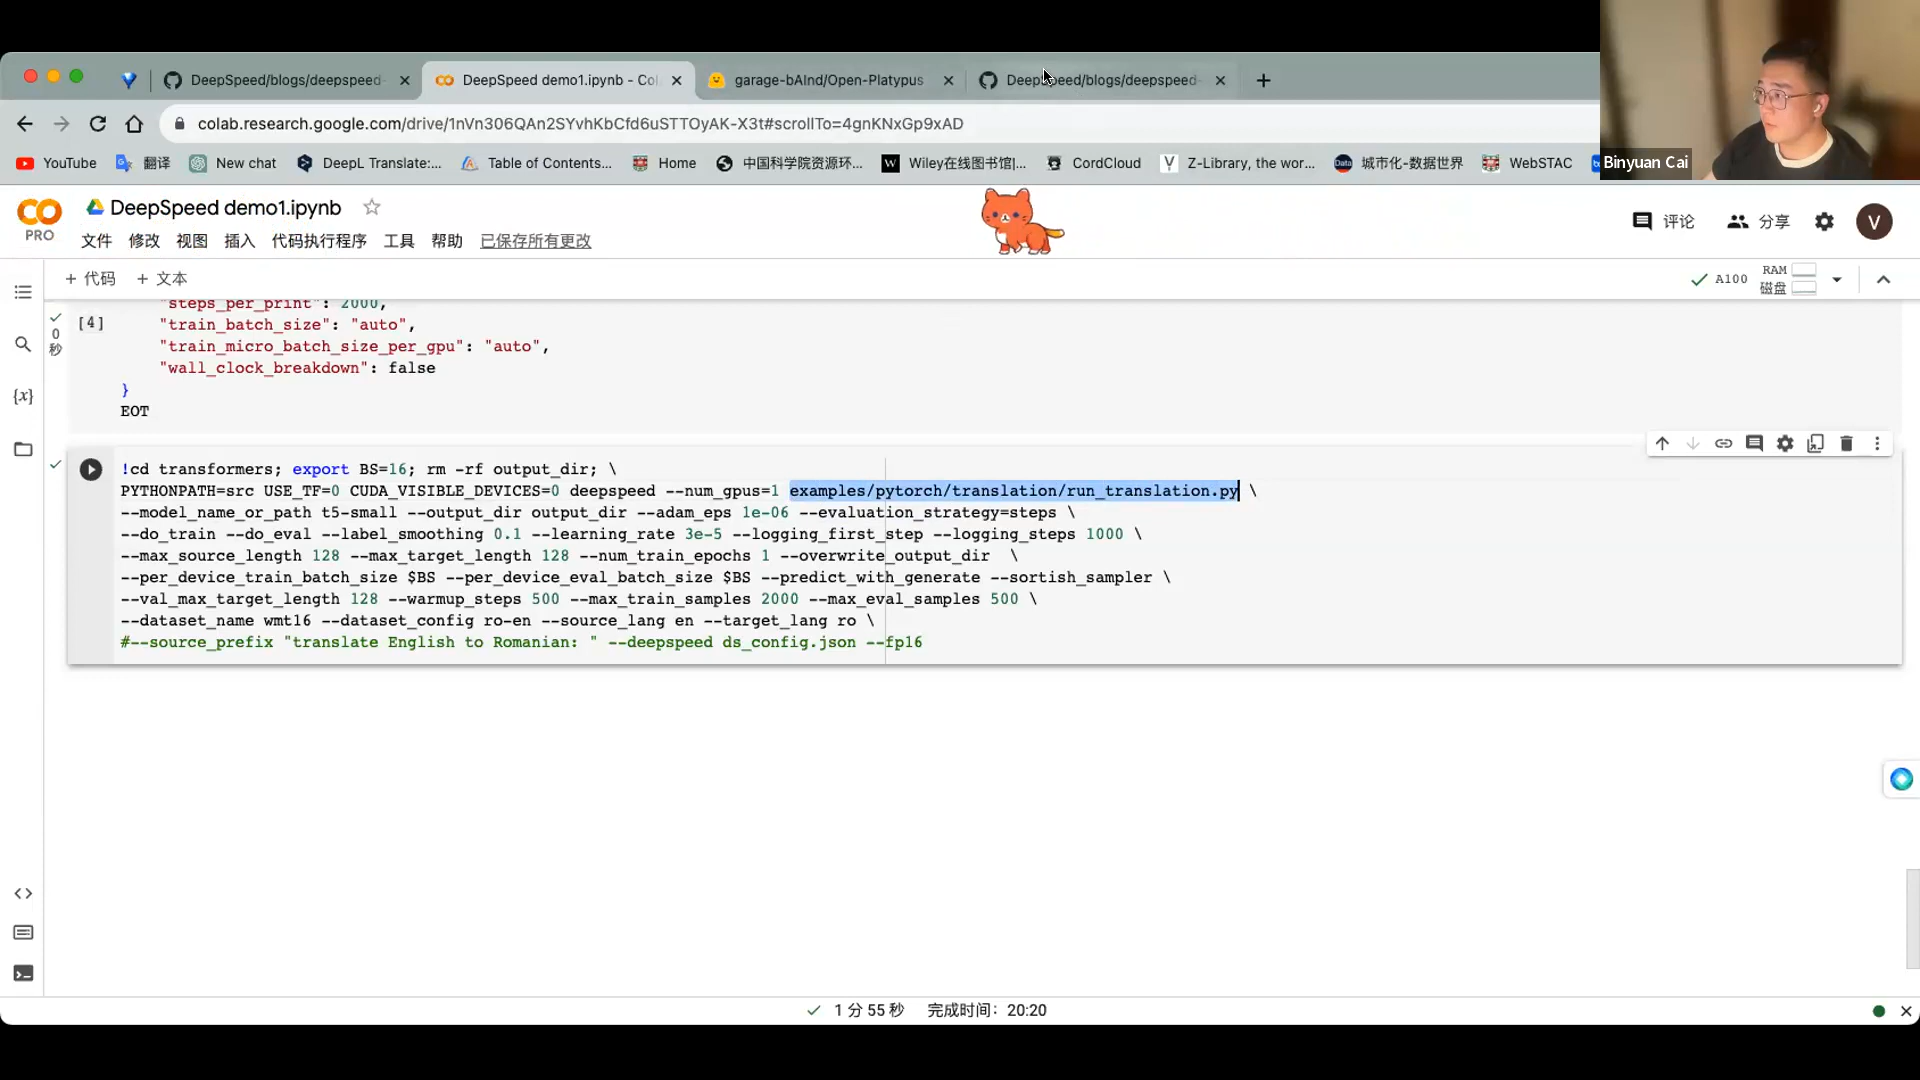 DeepSpeed/blogs/deepspeed-
DeepSpeed demo1.ipynb - Col
garage-bAInd/Open-Platypus
DeepSpeed/blogs/deepspeed-
colab.research.google.com/drive/1nVn306QAn2SYvhKbCfd6uSTTOyAK-X3t#scrollTo=4gnKNxGp9xAD
YouTube
翻译
New chat
DeepL Translate:...
Table of Contents...
Home
中国科学院资源环...
Wiley在线图书馆|...
CordCloud
Z-Library, the wor...
城市化-数据世界
WebSTAC
Binyuan Cai
DeepSpeed demo1.ipynb
PRO
文件 修改 视图 插入 代码执行程序 工具 帮助 已保存所有更改
评论
分享
V
+ 代码 + 文本
A100
RAM
磁盘
"steps_per_print": 2000,
[4]
0
秒
"train_batch_size": "auto",
"train_micro_batch_size_per_gpu": "auto",
"wall_clock_breakdown": false
}
EOT
!cd transformers; export BS=16; rm -rf output_dir; \
PYTHONPATH=src USE_TF=0 CUDA_VISIBLE_DEVICES=0 deepspeed --num_gpus=1 examples/pytorch/translation/run_translation.py \
--model_name_or_path t5-small --output_dir output_dir --adam_eps 1e-06 --evaluation_strategy=steps \
--do_train --do_eval --label_smoothing 0.1 --learning_rate 3e-5 --logging_first_step --logging_steps 1000 \
--max_source_length 128 --max_target_length 128 --num_train_epochs 1 --overwrite_output_dir  \
--per_device_train_batch_size $BS --per_device_eval_batch_size $BS --predict_with_generate --sortish_sampler \
--val_max_target_length 128 --warmup_steps 500 --max_train_samples 2000 --max_eval_samples 500 \
--dataset_name wmt16 --dataset_config ro-en --source_lang en --target_lang ro \
#--source_prefix "translate English to Romanian: " --deepspeed ds_config.json --fp16
1 分 55 秒 完成时间：20:20